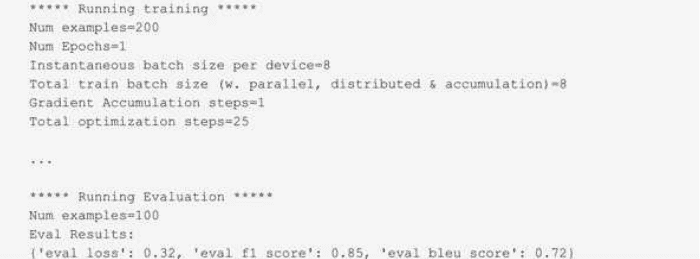 ***** Running training *****
Num examples=200
Num Epochs=1
Instantaneous batch size per device=8
Total train batch size (w. parallel, distributed & accumulation)=8
Gradient Accumulation steps=1
Total optimization steps=25
...
***** Running Evaluation *****
Num examples=100
Eval Results:
{'eval loss': 0.32, 'eval f1 score': 0.85, 'eval bleu score': 0.72}